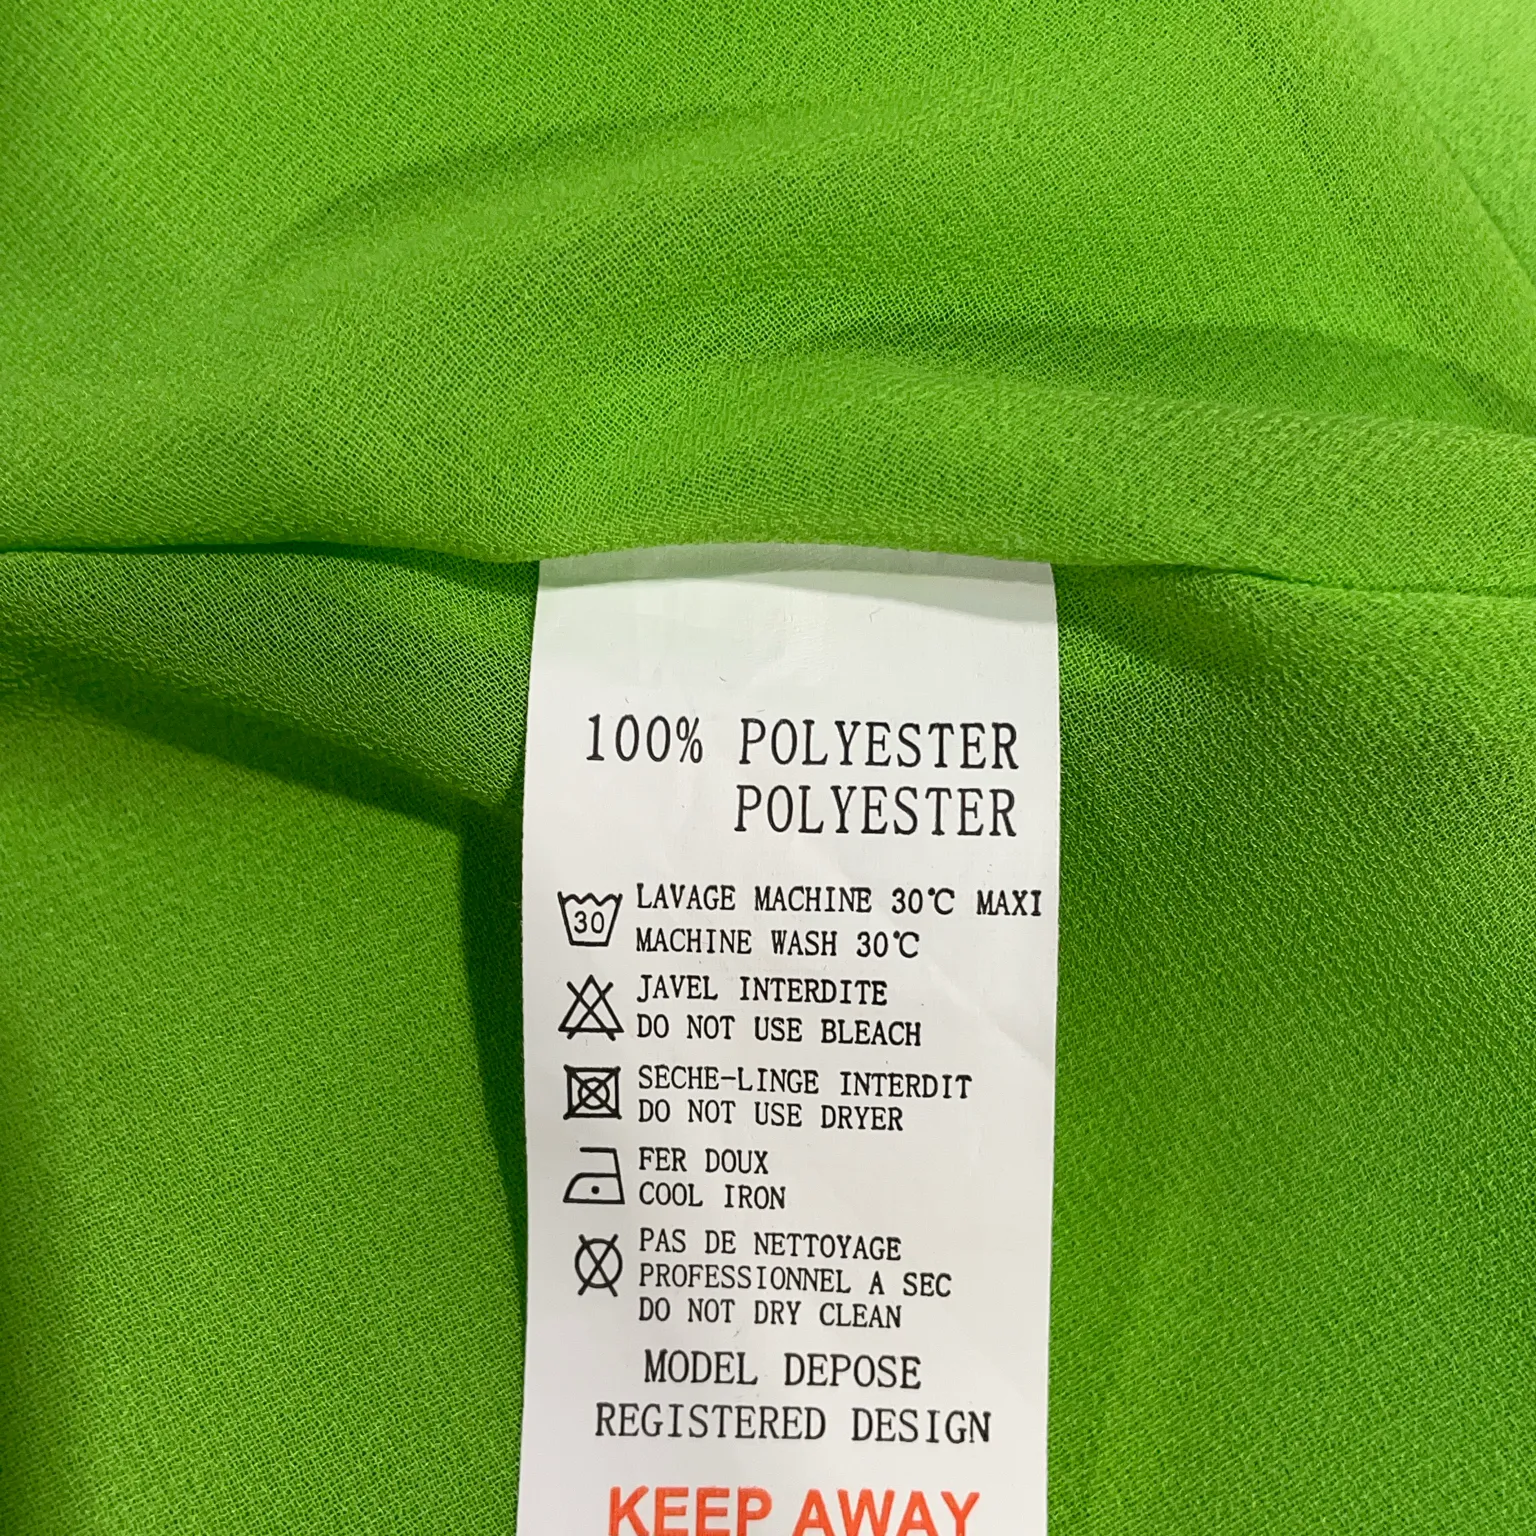 100% POLYESTER
POLYESTER
30
LAVAGE MACHINE 30℃ MAXI
MACHINE WASH 30℃
JAVEL INTERDITE
DO NOT USE BLEACH
SECHE-LINGE INTERDIT
DO NOT USE DRYER
FER DOUX
COOL IRON
PAS DE NETTOYAGE
PROFESSIONNEL A SEC
DO NOT DRY CLEAN
MODEL DEPOSE
REGISTERED DESIGN
KEEP AWAY